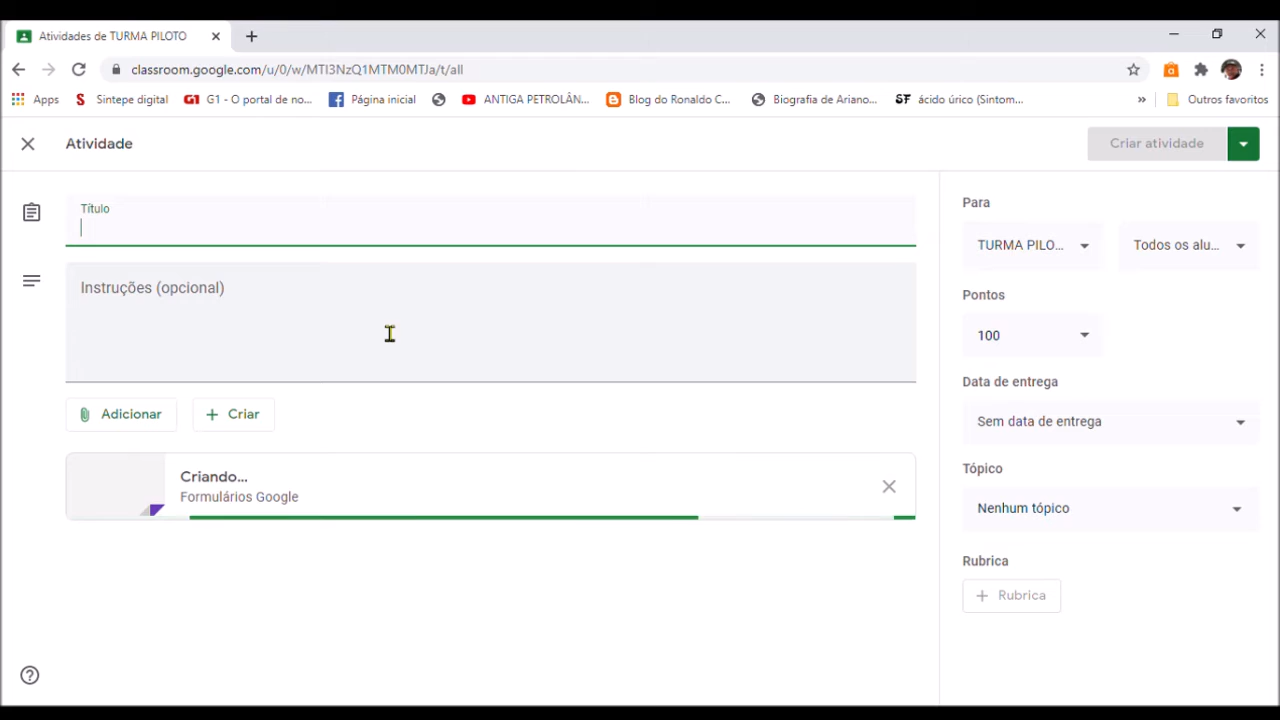 Atividades de TURMA PILOTO
classroom.google.com/u/0/w/MTI3NzQ1MTM0MTJa/t/all
Apps Sintepe digital G1 G1 - O portal de no... Página inicial ANTIGA PETROLÂN... Blog do Ronaldo C... Biografia de Ariano... SF ácido úrico (Sintom... » Outros favoritos
Atividade
Criar atividade
Título
Instruções (opcional)
Adicionar
Criar
Criando...
Formulários Google
Para
TURMA PILO...
Todos os alu...
Pontos
100
Data de entrega
Sem data de entrega
Tópico
Nenhum tópico
Rubrica
Rubrica